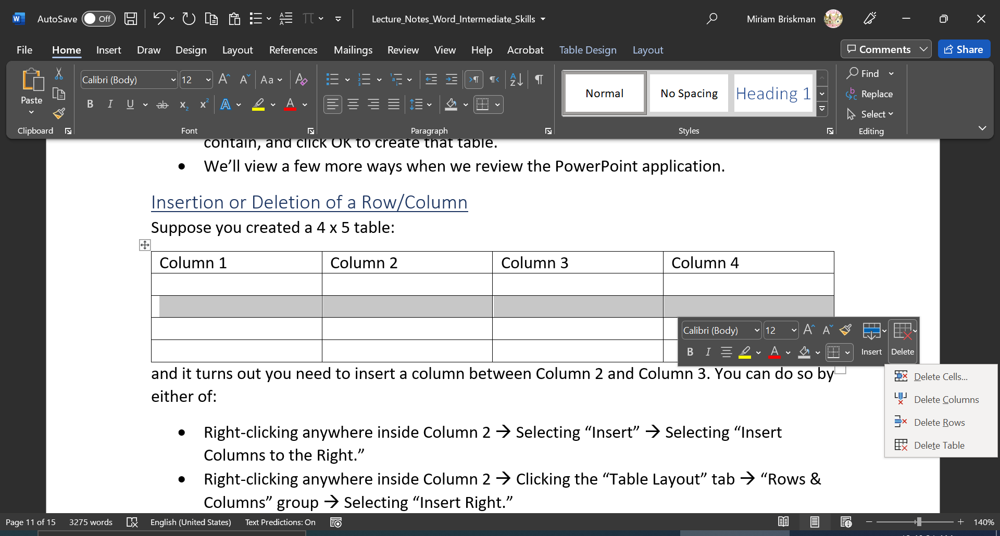 AutoSave Off Lecture_Notes_Word_Intermediate_Skills Miriam Briskman
File Home Insert Draw Design Layout References Mailings Review View Help Acrobat Table Design Layout Comments Share
Paste
Clipboard
Calibri (Body) 12
Font
Paragraph
Normal No Spacing Heading 1
Styles
Find
Replace
Select
Editing
contain, and click OK to create that table.
• We’ll view a few more ways when we review the PowerPoint application.
Insertion or Deletion of a Row/Column
Suppose you created a 4 x 5 table:
Column 1 Column 2 Column 3 Column 4
Calibri (Body) 12
Insert Delete
Delete Cells...
Delete Columns
Delete Rows
Delete Table
and it turns out you need to insert a column between Column 2 and Column 3. You can do so by
either of:
• Right-clicking anywhere inside Column 2 → Selecting “Insert” → Selecting “Insert
Columns to the Right.”
• Right-clicking anywhere inside Column 2 → Clicking the “Table Layout” tab → “Rows &
Columns” group → Selecting “Insert Right.”
Page 11 of 15 3275 words English (United States) Text Predictions: On 140%